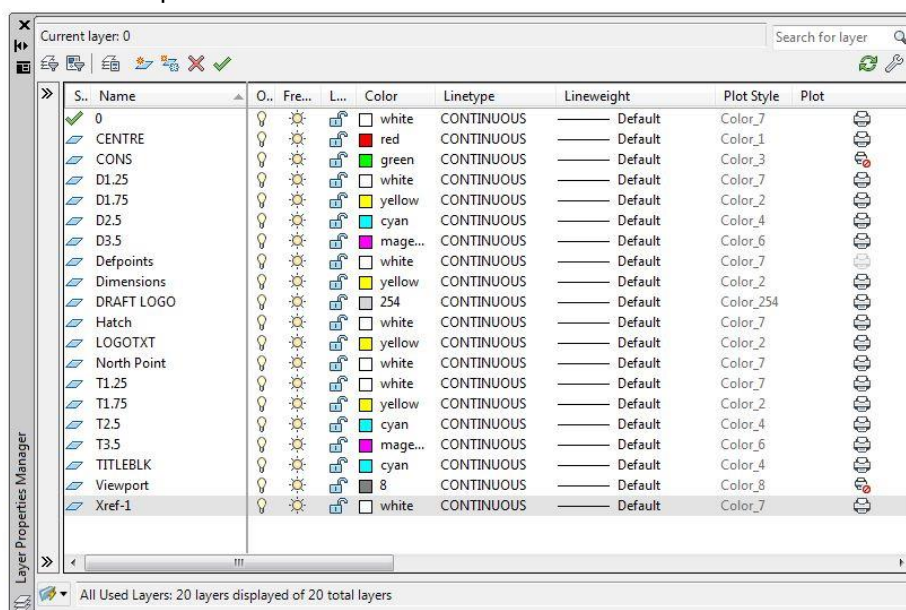 Current layer: 0
Search for layer
S.. Name O.. Fre... L... Color Linetype Lineweight Plot Style Plot
0 white CONTINUOUS Default Color_7
CENTRE red CONTINUOUS Default Color_1
CONS green CONTINUOUS Default Color_3
D1.25 white CONTINUOUS Default Color_7
D1.75 yellow CONTINUOUS Default Color_2
D2.5 cyan CONTINUOUS Default Color_4
D3.5 mage... CONTINUOUS Default Color_6
Defpoints white CONTINUOUS Default Color_7
Dimensions yellow CONTINUOUS Default Color_2
DRAFT LOGO 254 CONTINUOUS Default Color_254
Hatch white CONTINUOUS Default Color_7
LOGOTXT yellow CONTINUOUS Default Color_2
North Point white CONTINUOUS Default Color_7
T1.25 white CONTINUOUS Default Color_7
T1.75 yellow CONTINUOUS Default Color_2
T2.5 cyan CONTINUOUS Default Color_4
T3.5 mage... CONTINUOUS Default Color_6
TITLEBLK cyan CONTINUOUS Default Color_4
Viewport 8 CONTINUOUS Default Color_8
Xref-1 white CONTINUOUS Default Color_7
Layer Properties Manager
All Used Layers: 20 layers displayed of 20 total layers